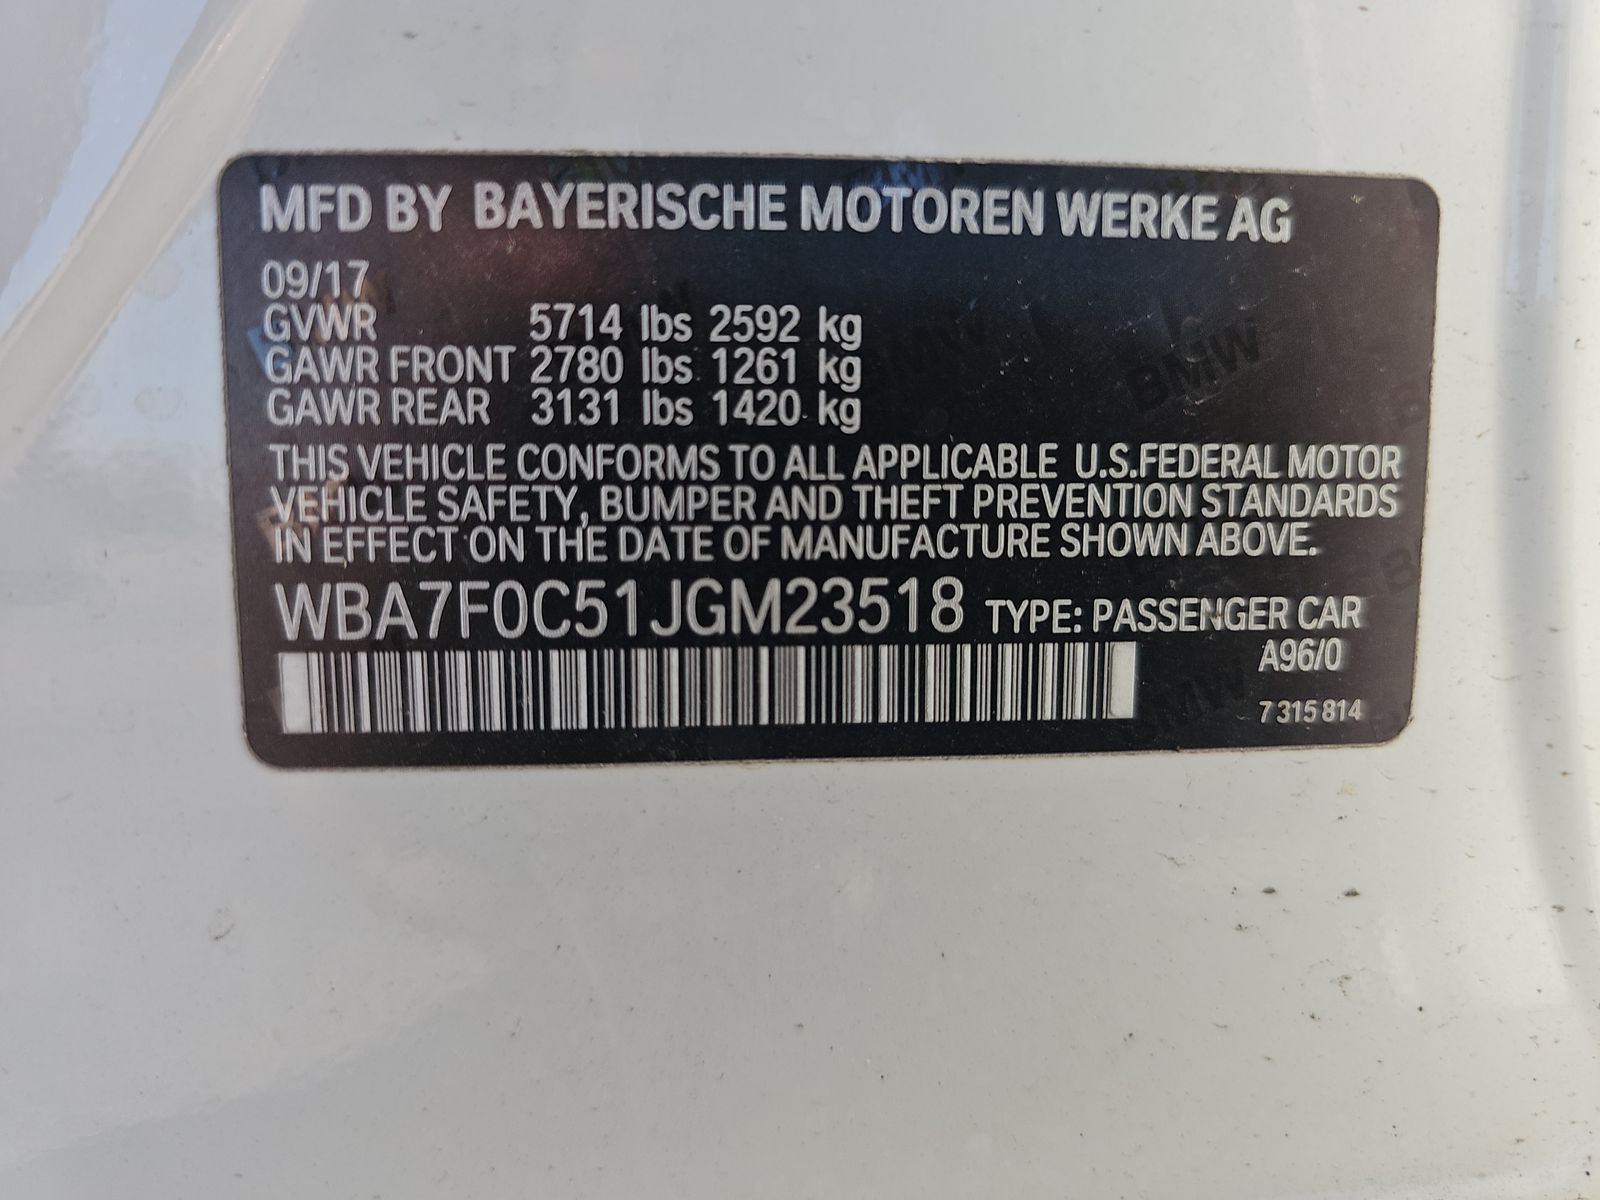 MFD BY BAYERISCHE MOTOREN WERKE AG
09/17
GVWR 5714 lbs 2592 kg
GAWR FRONT 2780 lbs 1261 kg
GAWR REAR 3131 lbs 1420 kg
THIS VEHICLE CONFORMS TO ALL APPLICABLE U.S.FEDERAL MOTOR
VEHICLE SAFETY, BUMPER AND THEFT PREVENTION STANDARDS
IN EFFECT ON THE DATE OF MANUFACTURE SHOWN ABOVE.
WBA7F0C51JGM23518 TYPE: PASSENGER CAR
A96/0
7 315 814
BMW
BMW
BMW